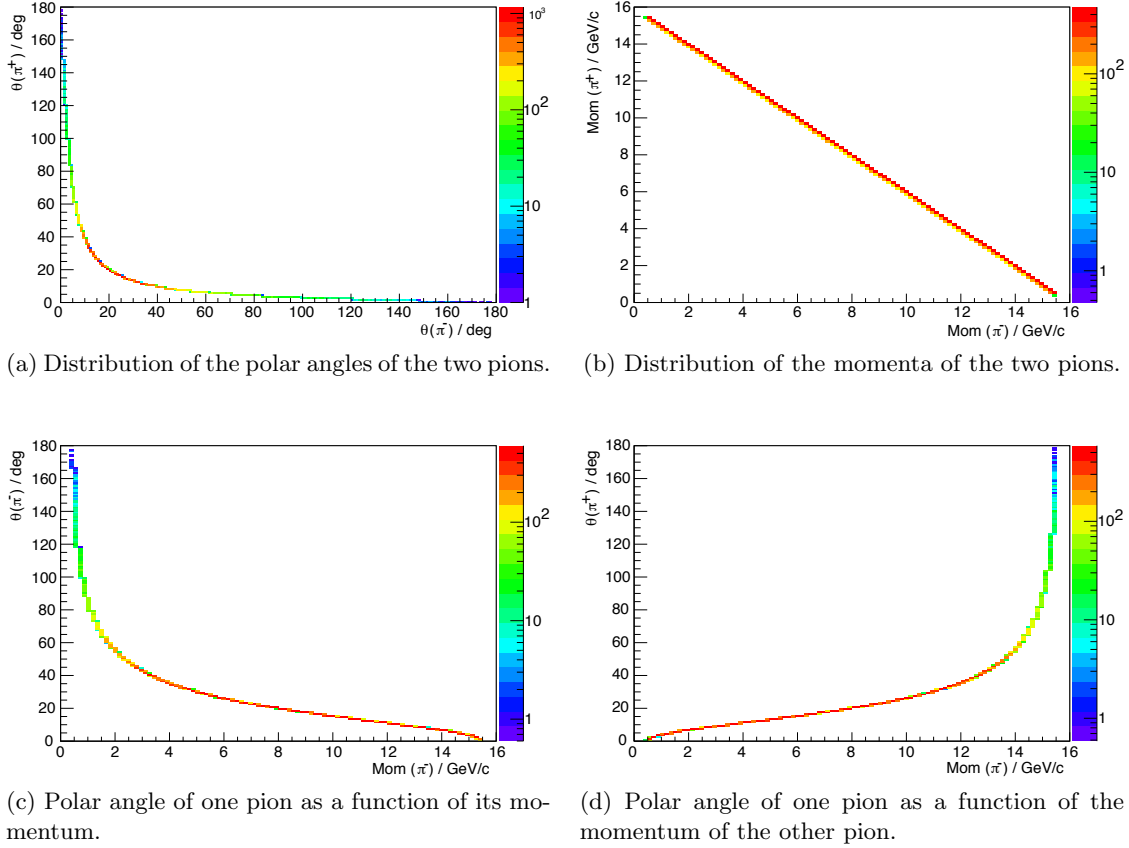 180
160
140
120
100
80
60
40
20
0
θ(π⁺) / deg
0 20 40 60 80 100 120 140 160 180
θ(π⁻) / deg
10³
10²
10
1
16
14
12
10
8
6
4
2
0
Mom (π⁺) / GeV/c
0 2 4 6 8 10 12 14 16
Mom (π⁻) / GeV/c
10²
10
1
(a) Distribution of the polar angles of the two pions.
(b) Distribution of the momenta of the two pions.
180
160
140
120
100
80
60
40
20
0
θ(π⁻) / deg
0 2 4 6 8 10 12 14 16
Mom (π⁻) / GeV/c
10²
10
1
180
160
140
120
100
80
60
40
20
0
θ(π⁺) / deg
0 2 4 6 8 10 12 14 16
Mom (π⁻) / GeV/c
10²
10
1
(c) Polar angle of one pion as a function of its mo-
mentum.
(d) Polar angle of one pion as a function of the
momentum of the other pion.